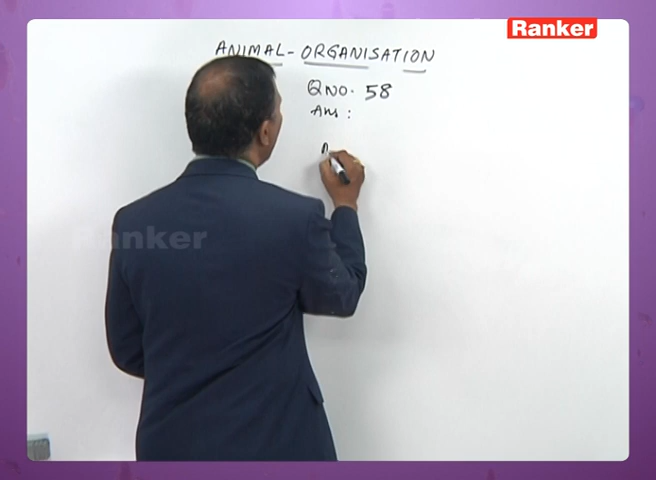 Ranker
ANIMAL - ORGANISATION
QNO. 58
Ans :
Ranker